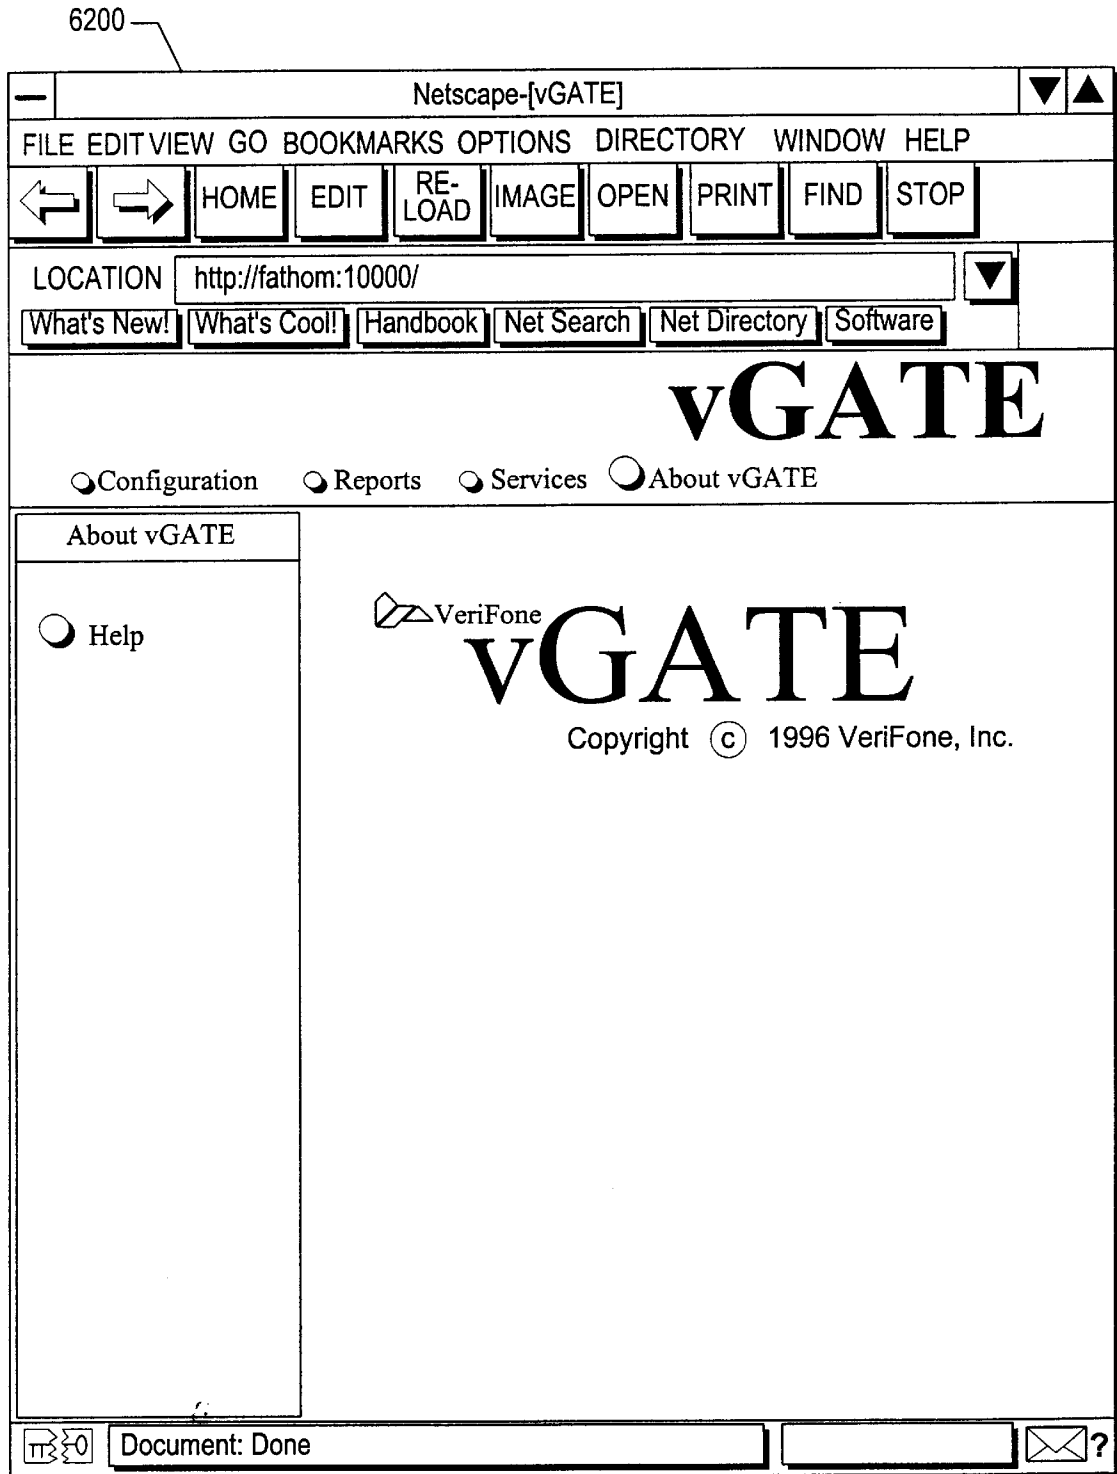 6200
Netscape-[vGATE]
FILE EDIT VIEW GO BOOKMARKS OPTIONS DIRECTORY WINDOW HELP
HOME EDIT RE-LOAD IMAGE OPEN PRINT FIND STOP
LOCATION http://fathom:10000/
What's New! What's Cool! Handbook Net Search Net Directory Software
vGATE
Configuration Reports Services About vGATE
About vGATE
Help
VeriFone
vGATE
Copyright © 1996 VeriFone, Inc.
Document: Done
?